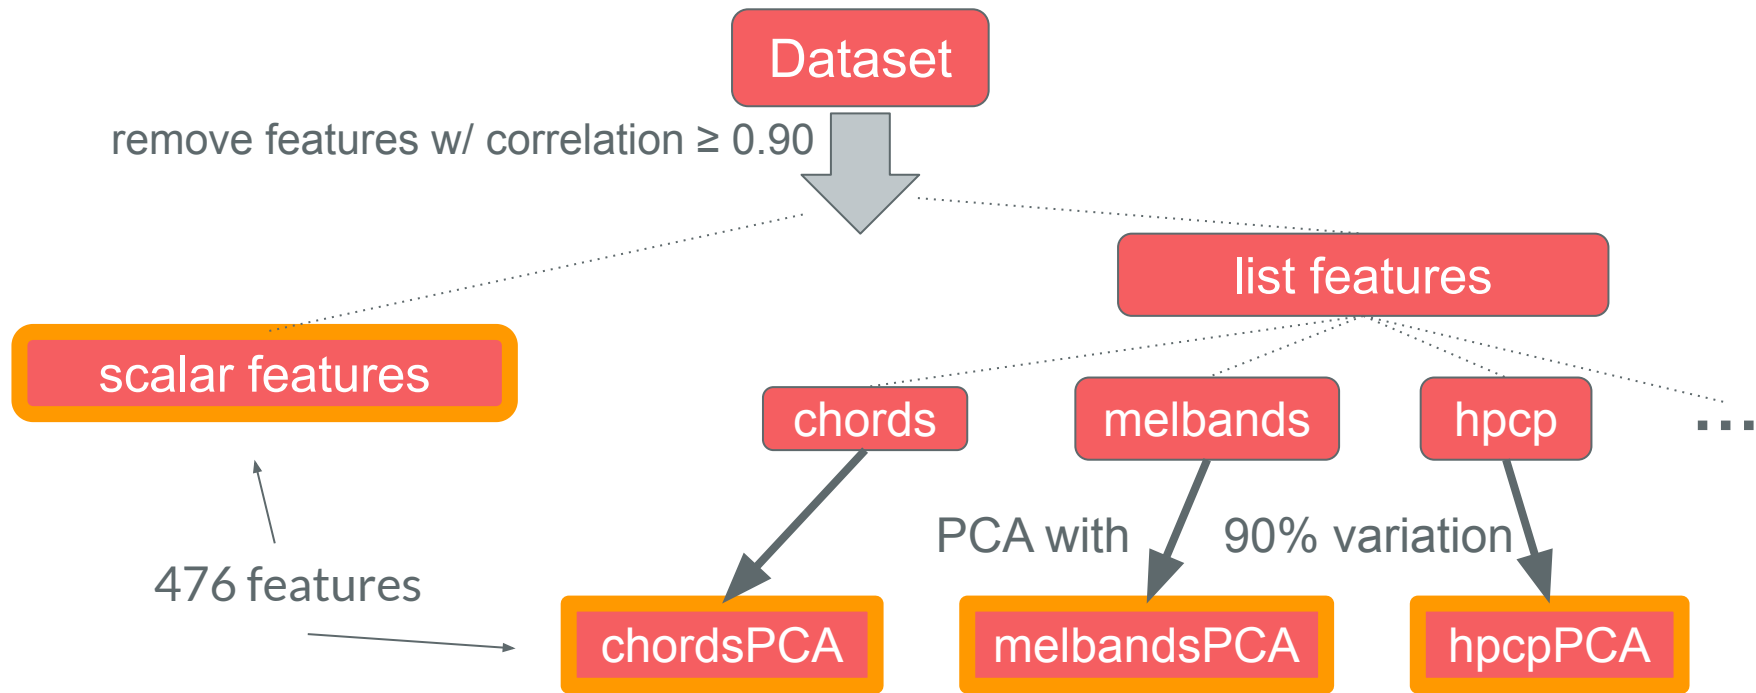 Dataset
remove features w/ correlation ≥ 0.90
list features
scalar features
chords
melbands
hpcp
...
PCA with 90% variation
476 features
chordsPCA
melbandsPCA
hpcpPCA